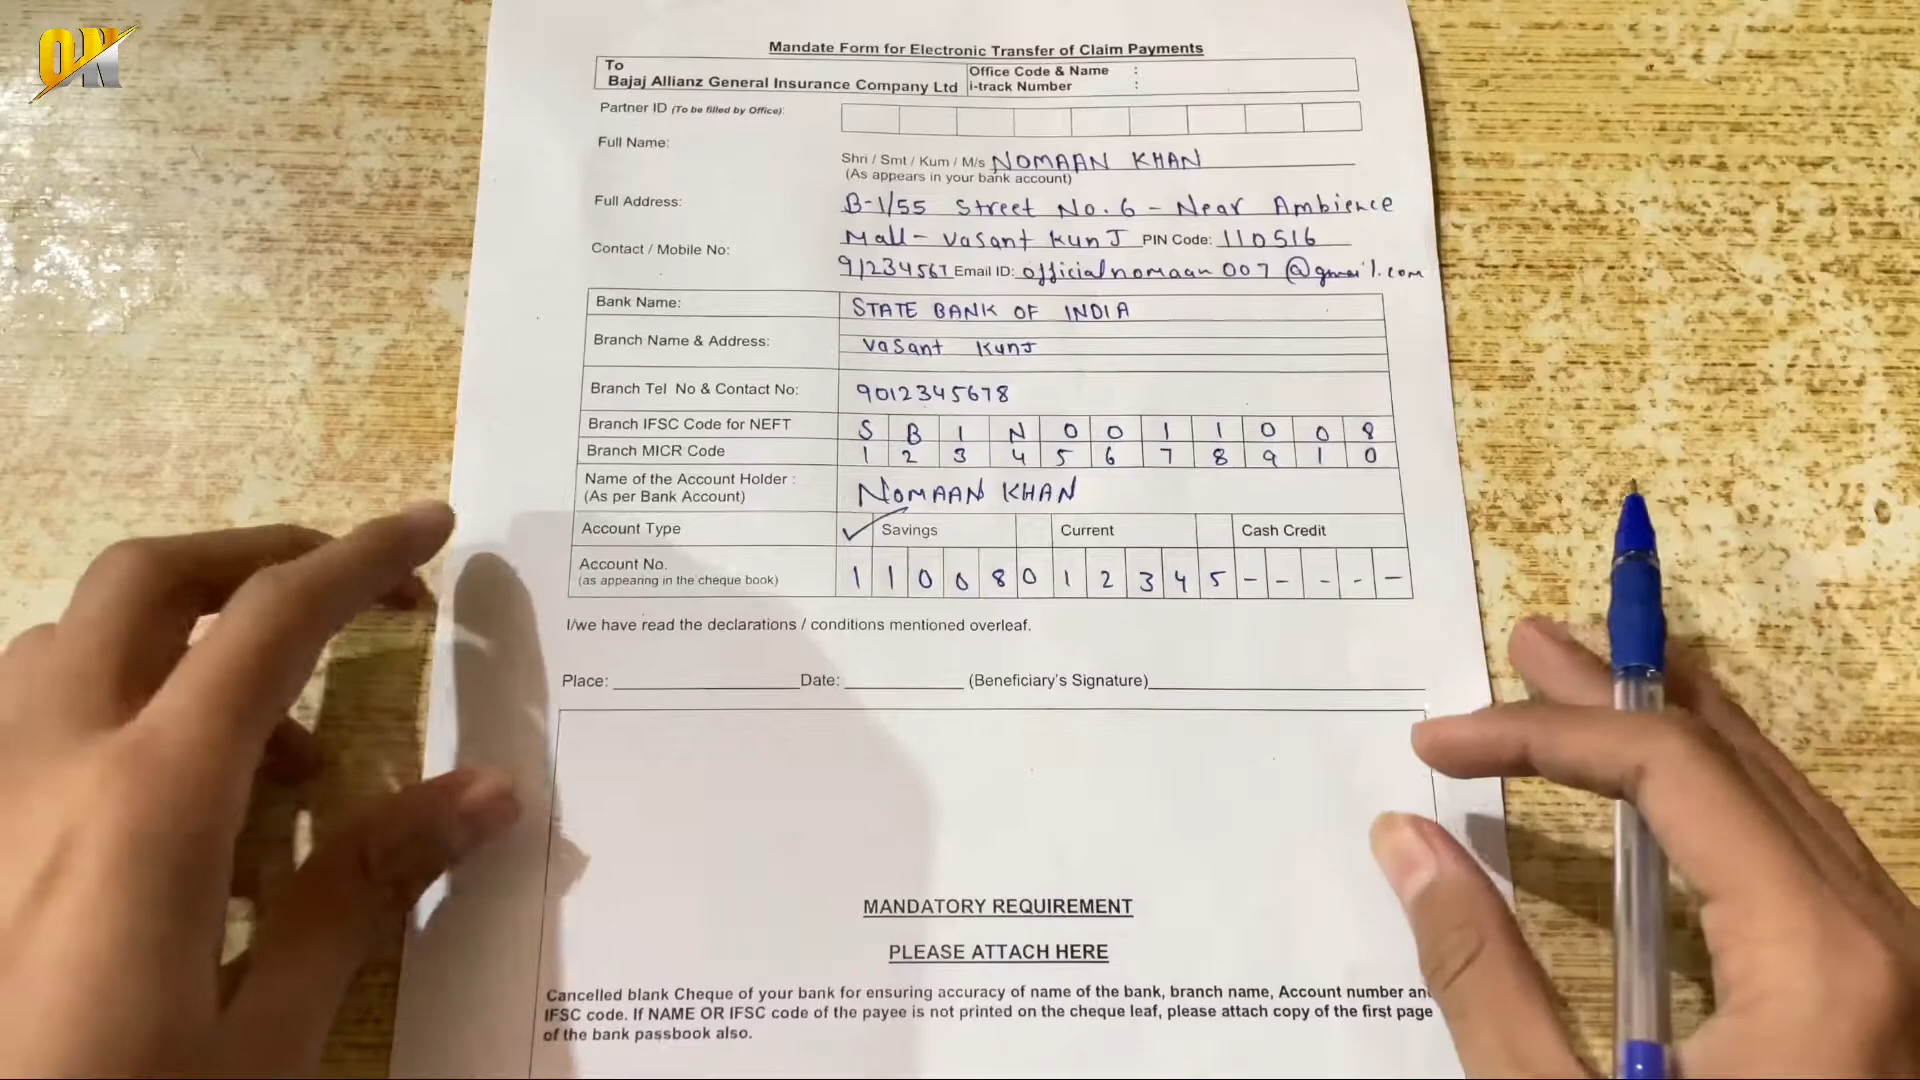 ON
Mandate Form for Electronic Transfer of Claim Payments
To
Bajaj Allianz General Insurance Company Ltd
Office Code & Name :
i-track Number :
Partner ID (To be filled by Office):
Full Name:
Shri / Smt / Kum / M/s NOMAAN KHAN
(As appears in your bank account)
Full Address:
B-1/55 Street No.6 - Near Ambience
Mall- Vasant Kunj PIN Code: 110516
Contact / Mobile No:
91234567 Email ID: officialnomaan007@gmail.com
Bank Name: STATE BANK OF INDIA
Branch Name & Address: Vasant Kunj
Branch Tel No & Contact No: 9012345678
Branch IFSC Code for NEFT S B I N 0 0 1 1 0 0 8
Branch MICR Code 1 2 3 4 5 6 7 8 9 1 0
Name of the Account Holder :
(As per Bank Account)
NOMAAN KHAN
Account Type ✓ Savings Current Cash Credit
Account No.
(as appearing in the cheque book)
1 1 0 0 8 0 1 2 3 4 5 - - - - -
I/we have read the declarations / conditions mentioned overleaf.
Place: ____________ Date: ____________ (Beneficiary's Signature)____________
MANDATORY REQUIREMENT
PLEASE ATTACH HERE
Cancelled blank Cheque of your bank for ensuring accuracy of name of the bank, branch name, Account number an
IFSC code. If NAME OR IFSC code of the payee is not printed on the cheque leaf, please attach copy of the first page
of the bank passbook also.